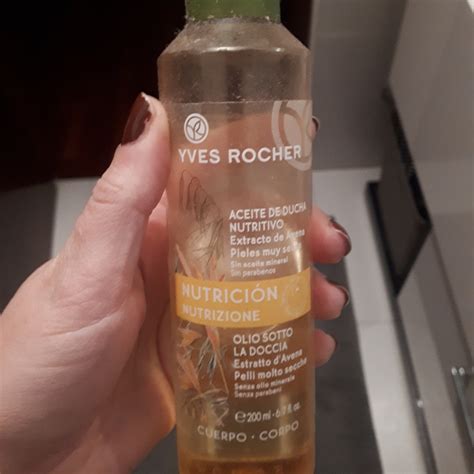 YVES ROCHER
ACEITE DE DUCHA
NUTRITIVO
Extracto de Avena
Pieles muy
Sin aceite mineral
Sin parabenos
NUTRICIÓN
NUTRIZIONE
OLIO SOTTO
LA DOCCIA
Estratto d'Avena
Pelli molto secche
Senza olio minerale
Senza parabeni
℮ 200 ml - 6.7 fl. oz
CUERPO • CORPO